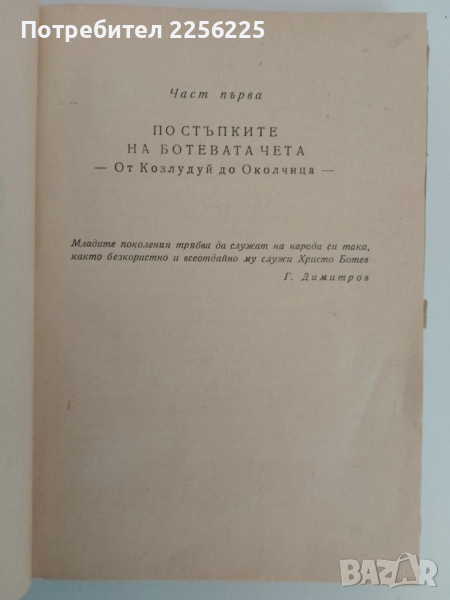 Потребител 2256225
Част първа
ПО СТЪПКИТЕ
НА БОТЕВАТА ЧЕТА
— От Козлудуй до Околчица —
Младите поколения трябва да служат на народа си така,
както безкористно и всеотдайно му служи Христо Ботев
Г. Димитров
BAZAR